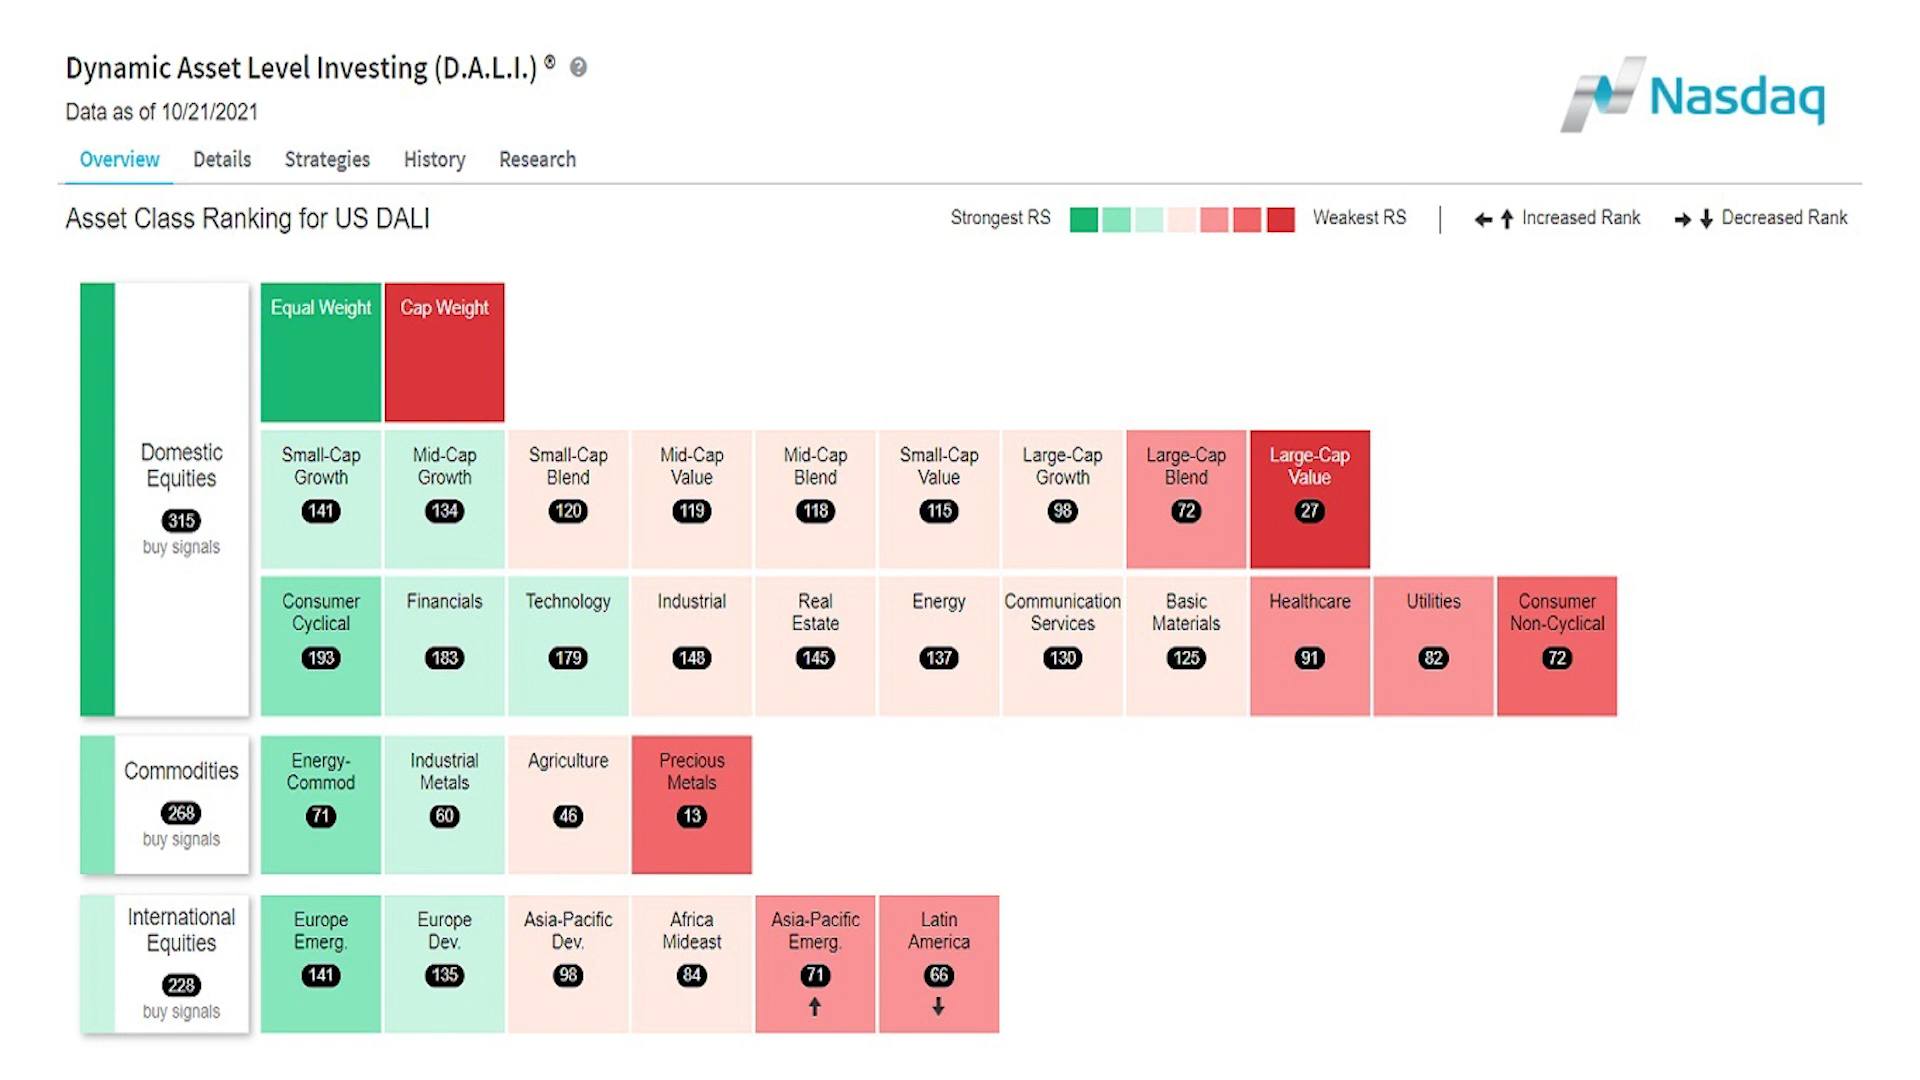 Dynamic Asset Level Investing (D.A.L.I.) ® ?
Data as of 10/21/2021
Nasdaq
Overview Details Strategies History Research
Asset Class Ranking for US DALI
Strongest RS Weakest RS | ← ↑ Increased Rank → ↓ Decreased Rank
Domestic
Equities
315
buy signals
Equal Weight Cap Weight
Small-Cap Mid-Cap Small-Cap Mid-Cap Mid-Cap Small-Cap Large-Cap Large-Cap Large-Cap
Growth Growth Blend Value Blend Value Growth Blend Value
141 134 120 119 118 115 98 72 27
Consumer Financials Technology Industrial Real Energy Communication Basic Healthcare Utilities Consumer
Cyclical Estate Services Materials Non-Cyclical
193 183 179 148 145 137 130 125 91 82 72
Commodities
268
buy signals
Energy- Industrial Agriculture Precious
Commod Metals Metals
71 60 46 13
International
Equities
228
buy signals
Europe Europe Asia-Pacific Africa Asia-Pacific Latin
Emerg. Dev. Dev. Mideast Emerg. America
141 135 98 84 71 66
↑ ↓